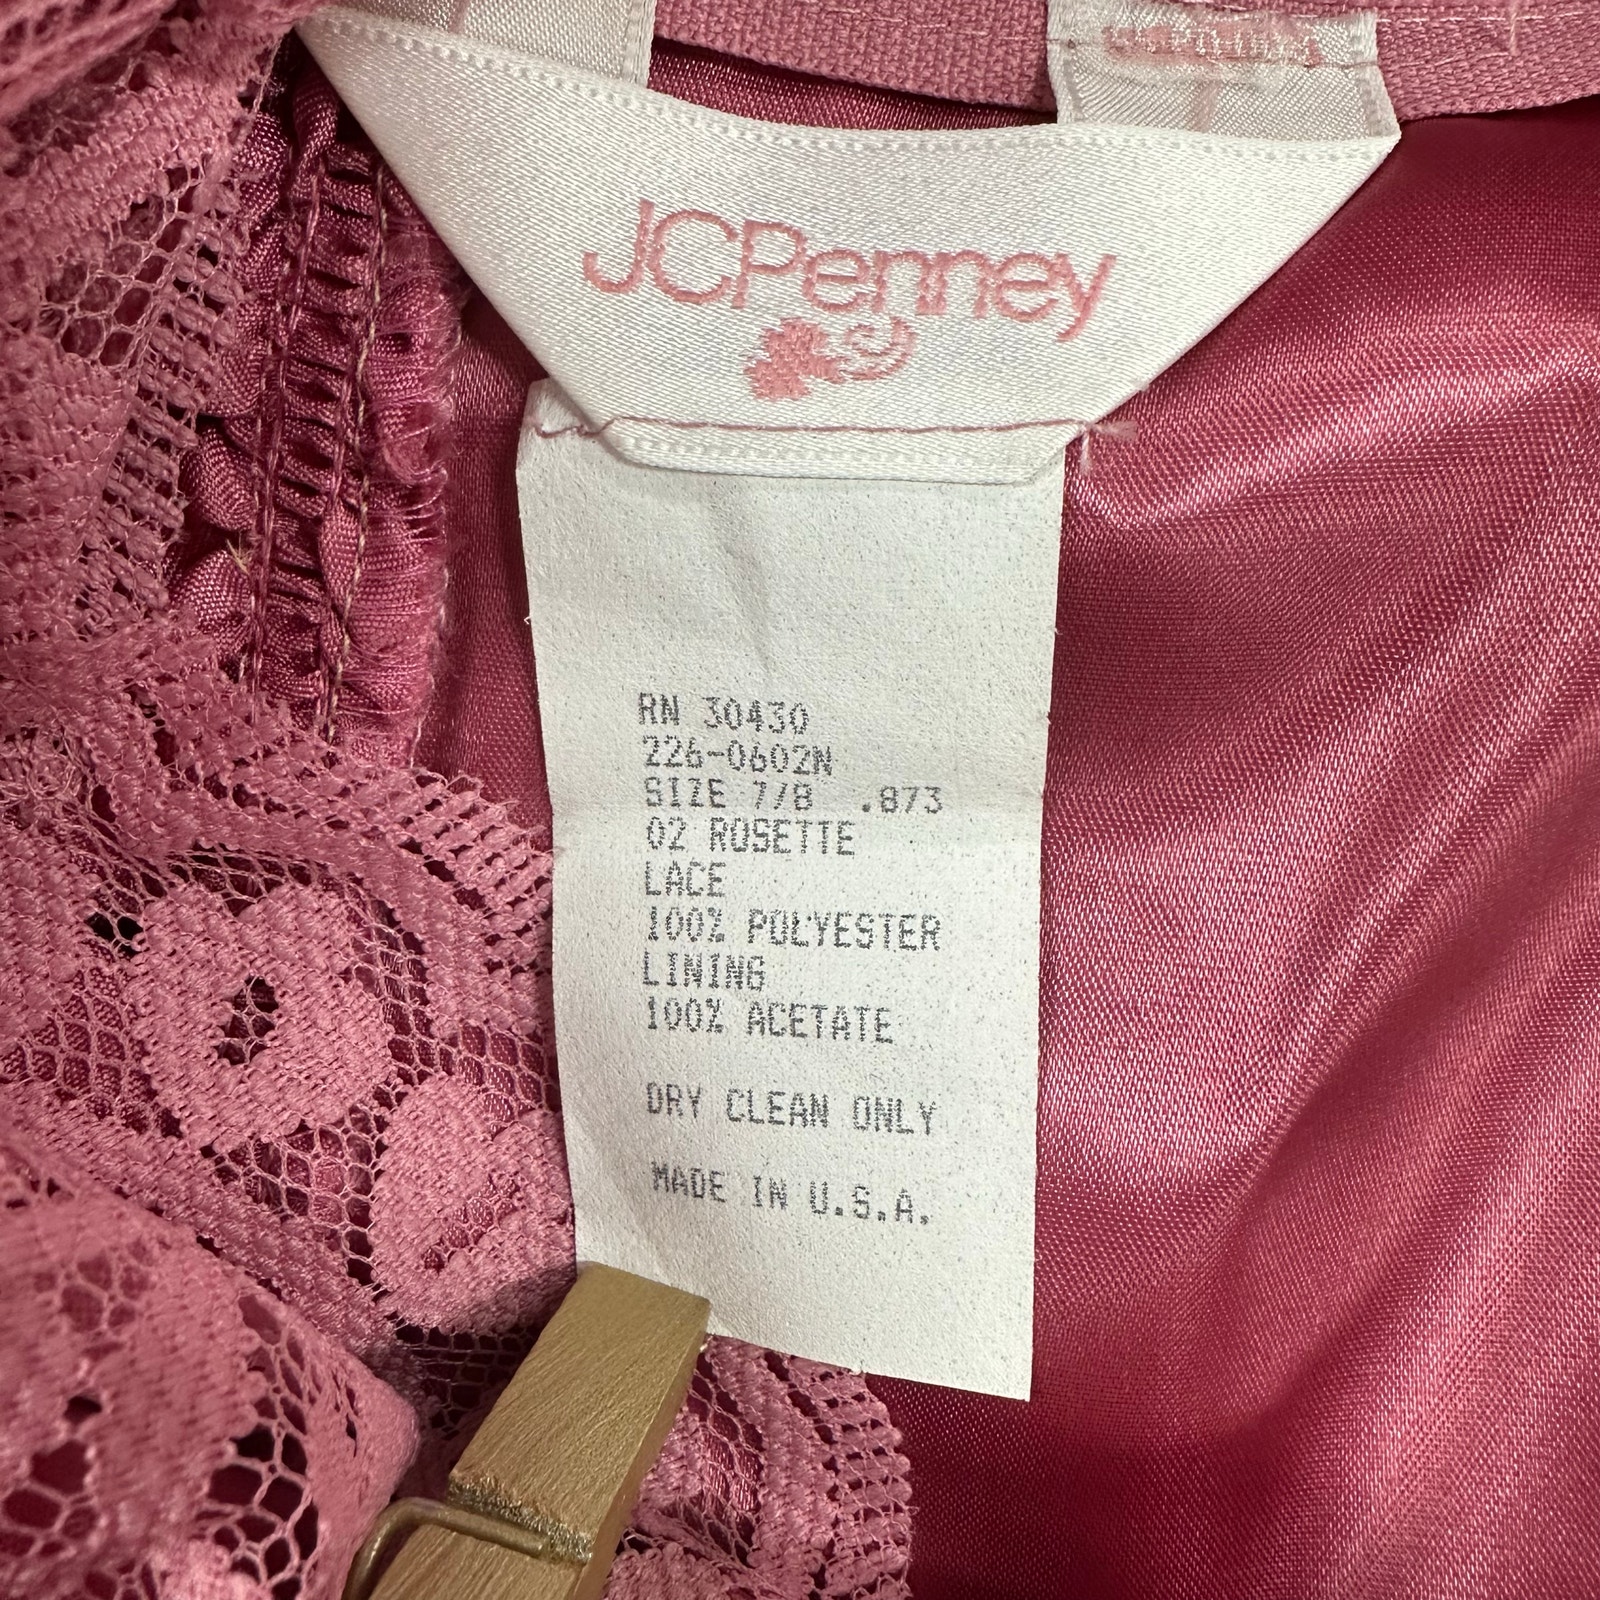 JCPenney
RN 30430
226-0602N
SIZE 7/8 .873
02 ROSETTE
LACE
100% POLYESTER
LINING
100% ACETATE
DRY CLEAN ONLY
MADE IN U.S.A.